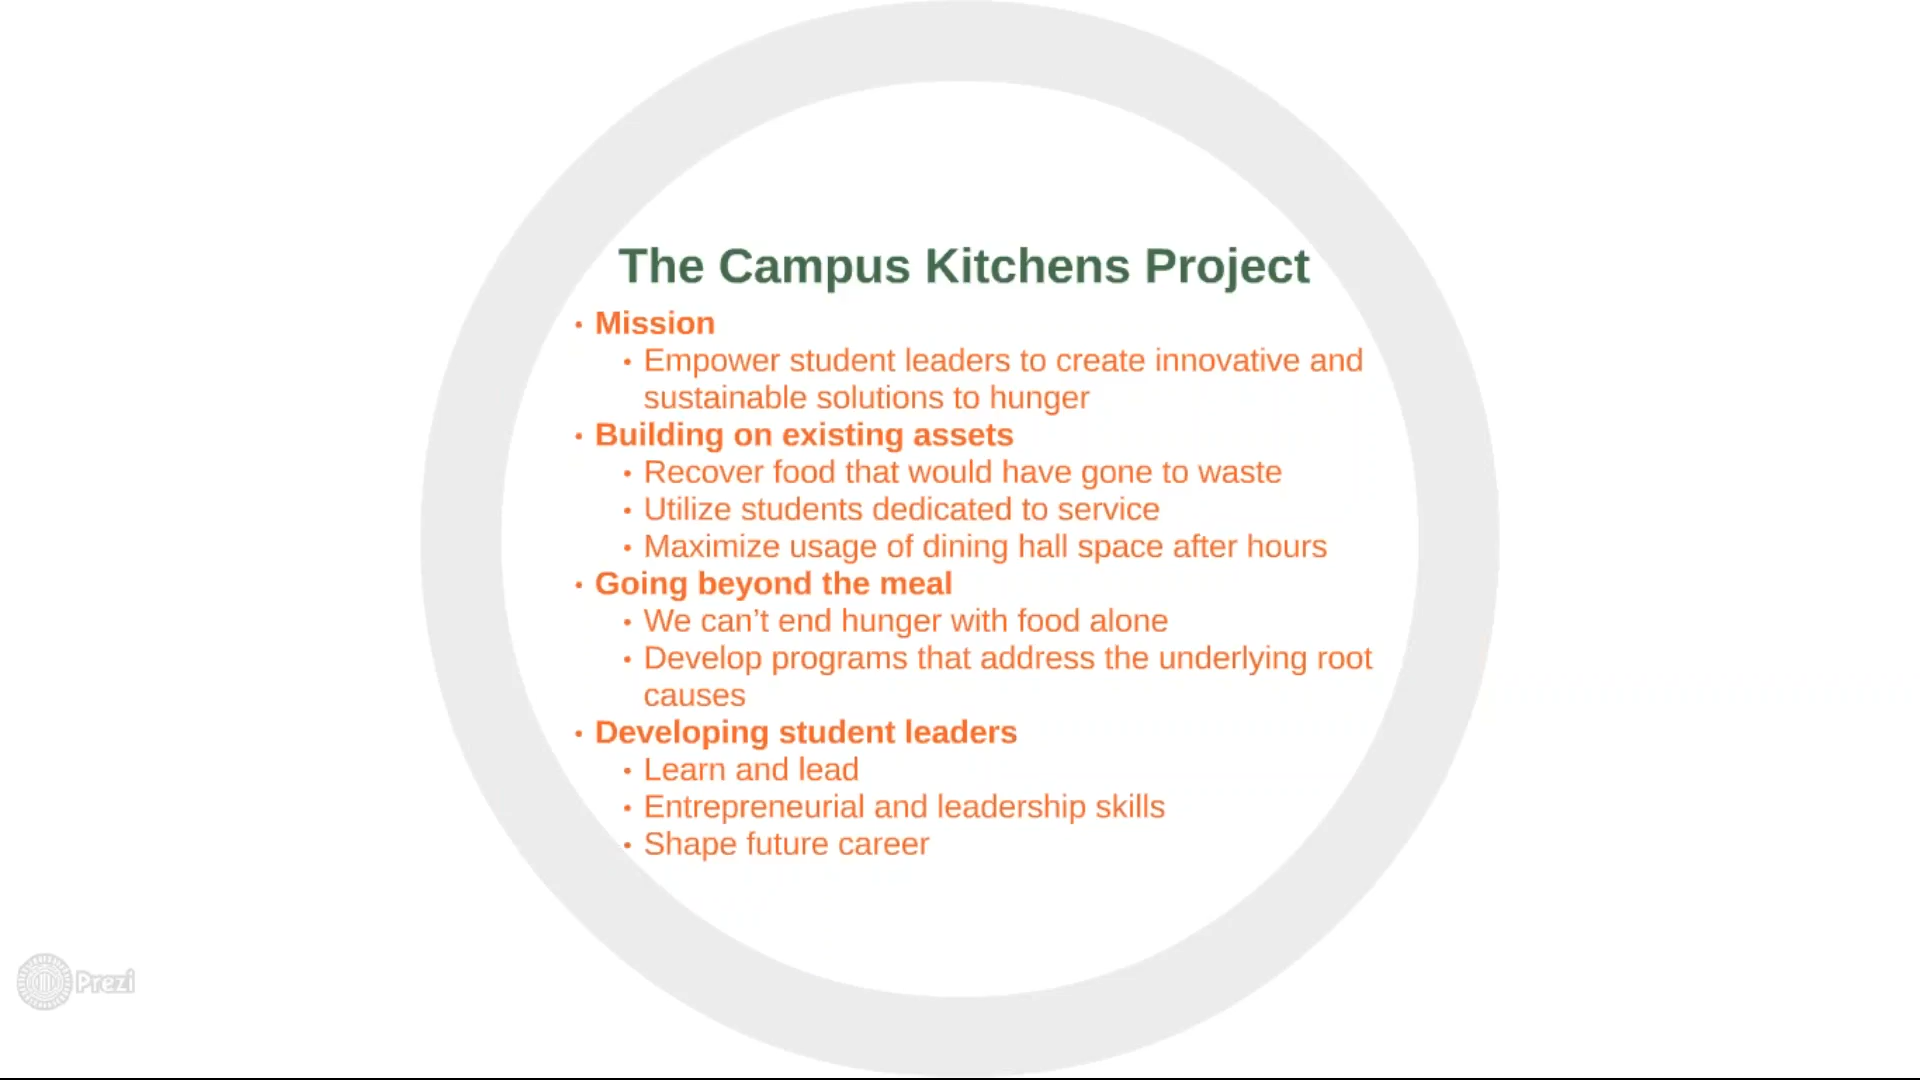 The Campus Kitchens Project
• Mission
• Empower student leaders to create innovative and
sustainable solutions to hunger
• Building on existing assets
• Recover food that would have gone to waste
• Utilize students dedicated to service
• Maximize usage of dining hall space after hours
• Going beyond the meal
• We can’t end hunger with food alone
• Develop programs that address the underlying root
causes
• Developing student leaders
• Learn and lead
• Entrepreneurial and leadership skills
• Shape future career
Prezi